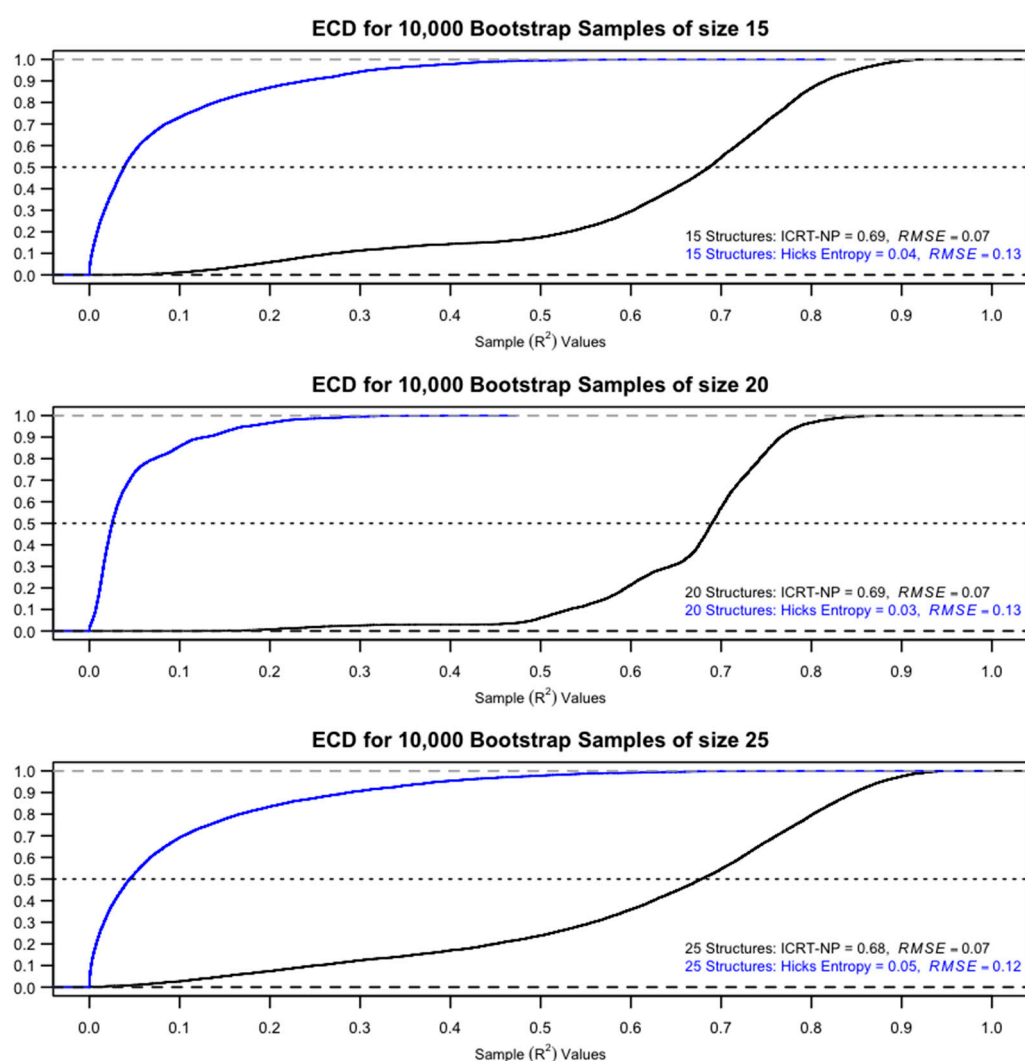 ECD for 10,000 Bootstrap Samples of size 15
1.0
0.9
0.8
0.7
0.6
0.5
0.4
0.3
0.2
0.1
0.0
15 Structures: ICRT-NP = 0.69, RMSE = 0.07
15 Structures: Hicks Entropy = 0.04, RMSE = 0.13
0.0 0.1 0.2 0.3 0.4 0.5 0.6 0.7 0.8 0.9 1.0
Sample (R²) Values
ECD for 10,000 Bootstrap Samples of size 20
1.0
0.9
0.8
0.7
0.6
0.5
0.4
0.3
0.2
0.1
0.0
20 Structures: ICRT-NP = 0.69, RMSE = 0.07
20 Structures: Hicks Entropy = 0.03, RMSE = 0.13
0.0 0.1 0.2 0.3 0.4 0.5 0.6 0.7 0.8 0.9 1.0
Sample (R²) Values
ECD for 10,000 Bootstrap Samples of size 25
1.0
0.9
0.8
0.7
0.6
0.5
0.4
0.3
0.2
0.1
0.0
25 Structures: ICRT-NP = 0.68, RMSE = 0.07
25 Structures: Hicks Entropy = 0.05, RMSE = 0.12
0.0 0.1 0.2 0.3 0.4 0.5 0.6 0.7 0.8 0.9 1.0
Sample (R²) Values